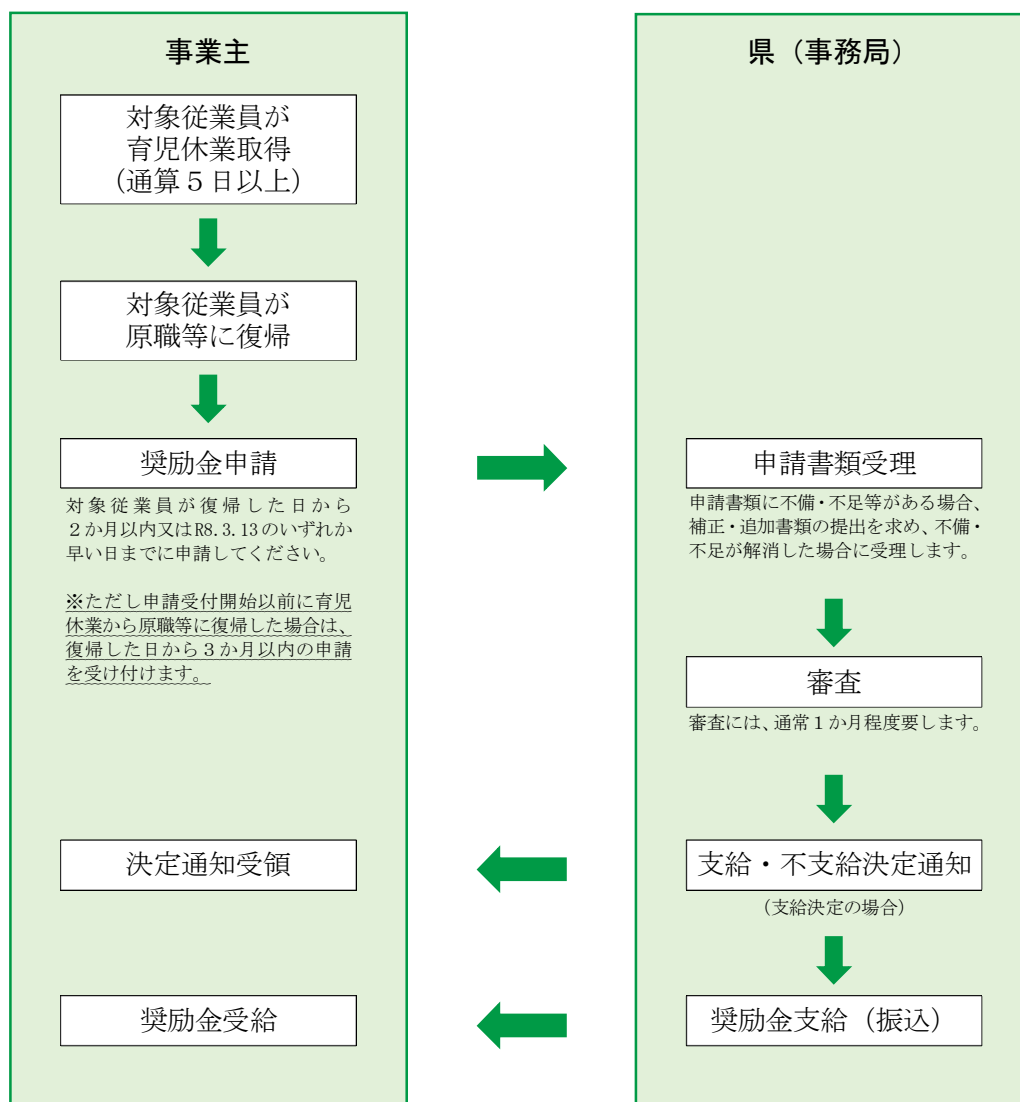 事業主
対象従業員が
育児休業取得
(通算５日以上)
対象従業員が
原職等に復帰
奨励金申請
対象従業員が復帰した日から
２か月以内又はR8.3.13のいずれか
早い日までに申請してください。
※ただし申請受付開始以前に育児
休業から原職等に復帰した場合は、
復帰した日から３か月以内の申請
を受け付けます。
決定通知受領
奨励金受給
県（事務局）
申請書類受理
申請書類に不備・不足等がある場合、
補正・追加書類の提出を求め、不備・
不足が解消した場合に受理します。
審査
審査には、通常１か月程度要します。
支給・不支給決定通知
（支給決定の場合）
奨励金支給（振込）